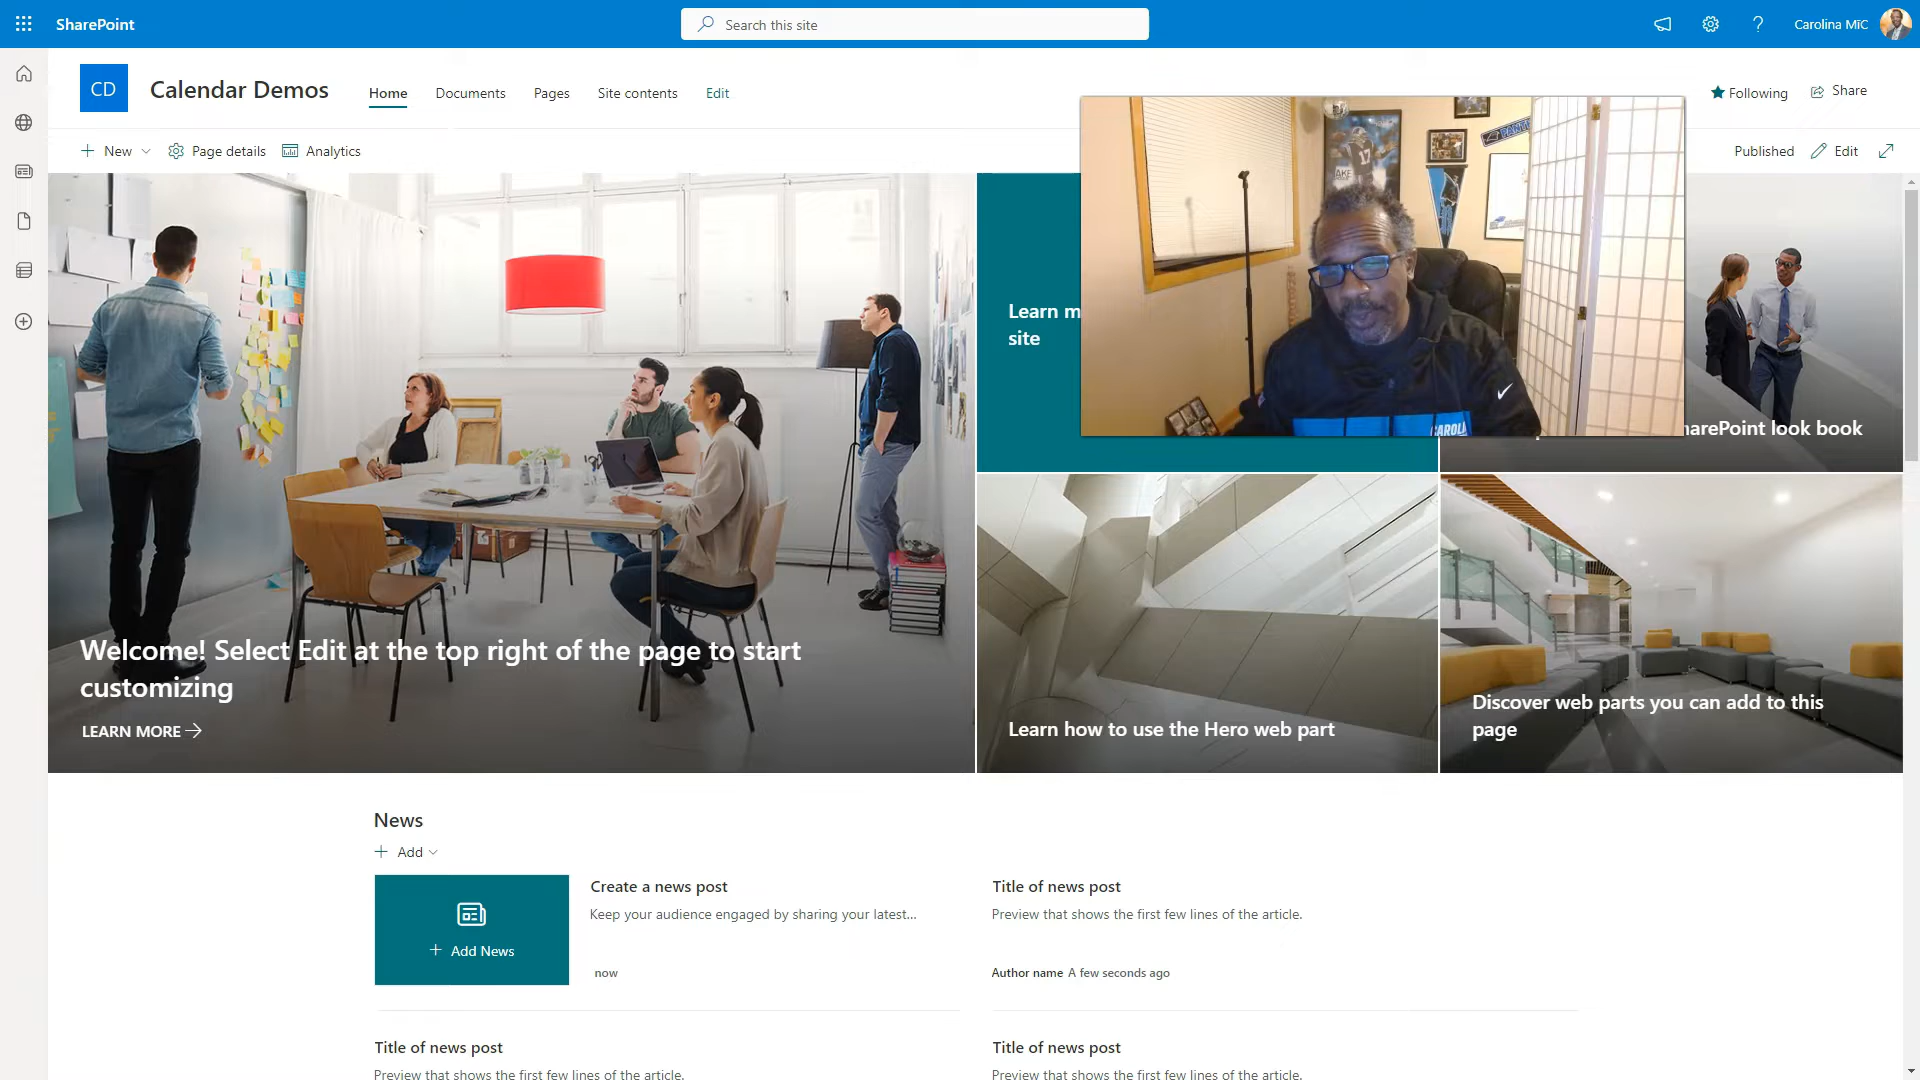 SharePoint
Search this site
Carolina MiC
CD
Calendar Demos
Home
Documents
Pages
Site contents
Edit
Following
Share
New
Page details
Analytics
Published
Edit
17
CAROLI
Learn m
site
harePoint look book
Welcome! Select Edit at the top right of the page to start
customizing
LEARN MORE
Learn how to use the Hero web part
Discover web parts you can add to this
page
News
Add
Add News
Create a news post
Keep your audience engaged by sharing your latest...
now
Title of news post
Preview that shows the first few lines of the article.
Author name A few seconds ago
Title of news post
Preview that shows the first few lines of the article.
Title of news post
Preview that shows the first few lines of the article.